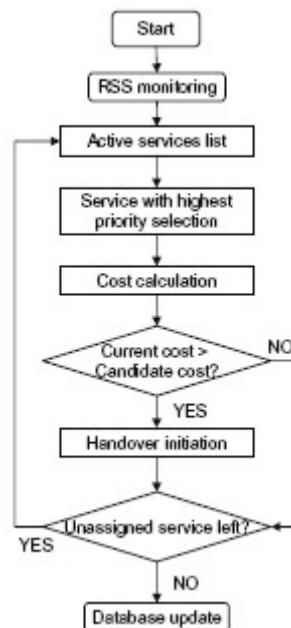 Start
RSS monitoring
Active services list
Service with highest
priority selection
Cost calculation
Current cost >
Candidate cost?
NO
YES
Handover initiation
Unassigned service left?
YES
NO
Database update